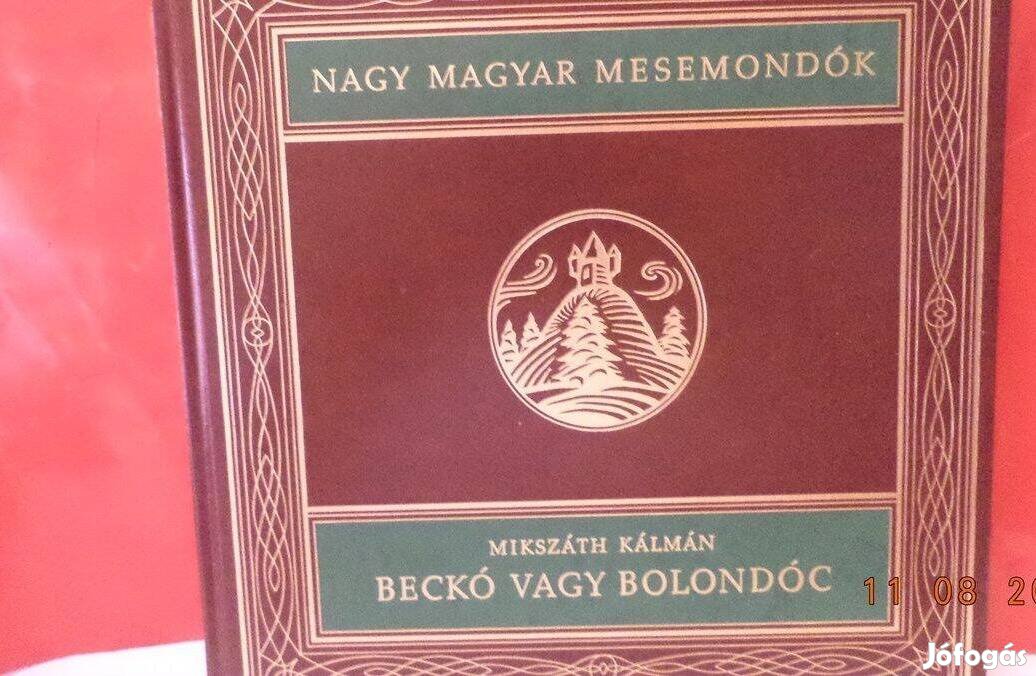 NAGY MAGYAR MESEMONDÓK
MIKSZÁTH KÁLMÁN
BECKÓ VAGY BOLONDÓC
11 08 20
Jófogás